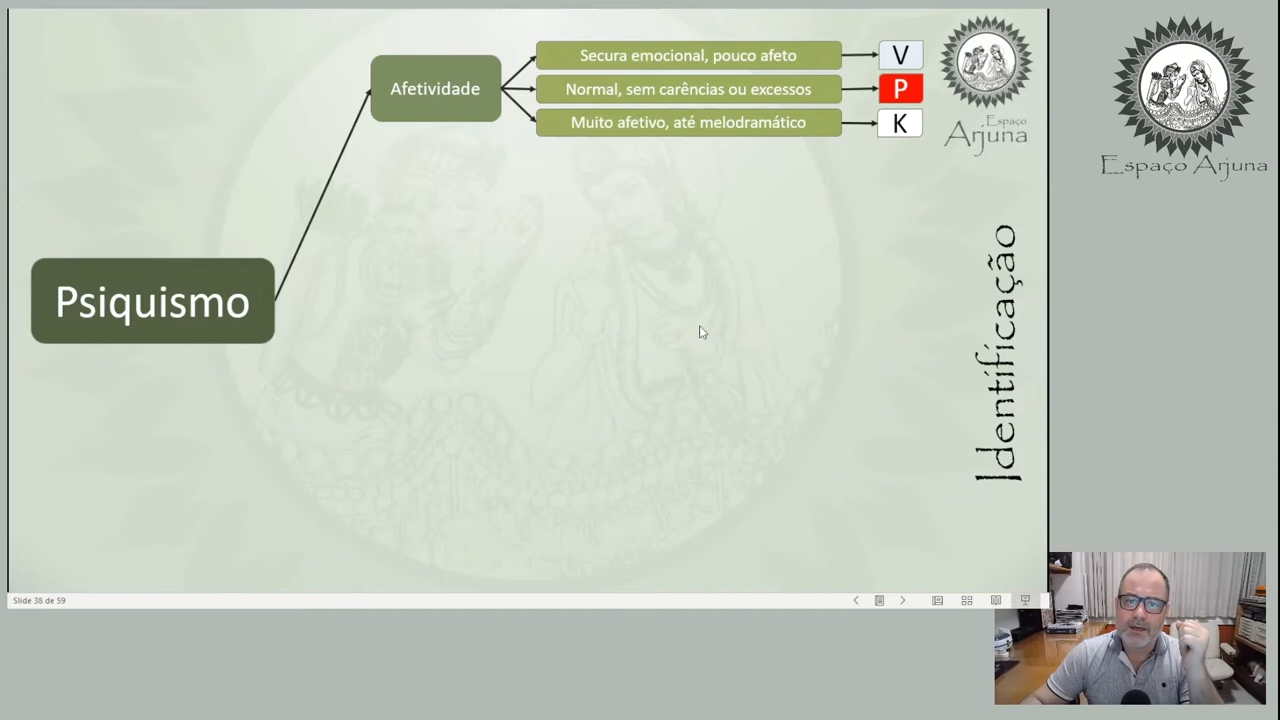 Psiquismo
Afetividade
Secura emocional, pouco afeto
V
Normal, sem carências ou excessos
P
Muito afetivo, até melodramático
K
Espaço
Arjuna
Identificação
Espaço Arjuna
Slide 38 de 59